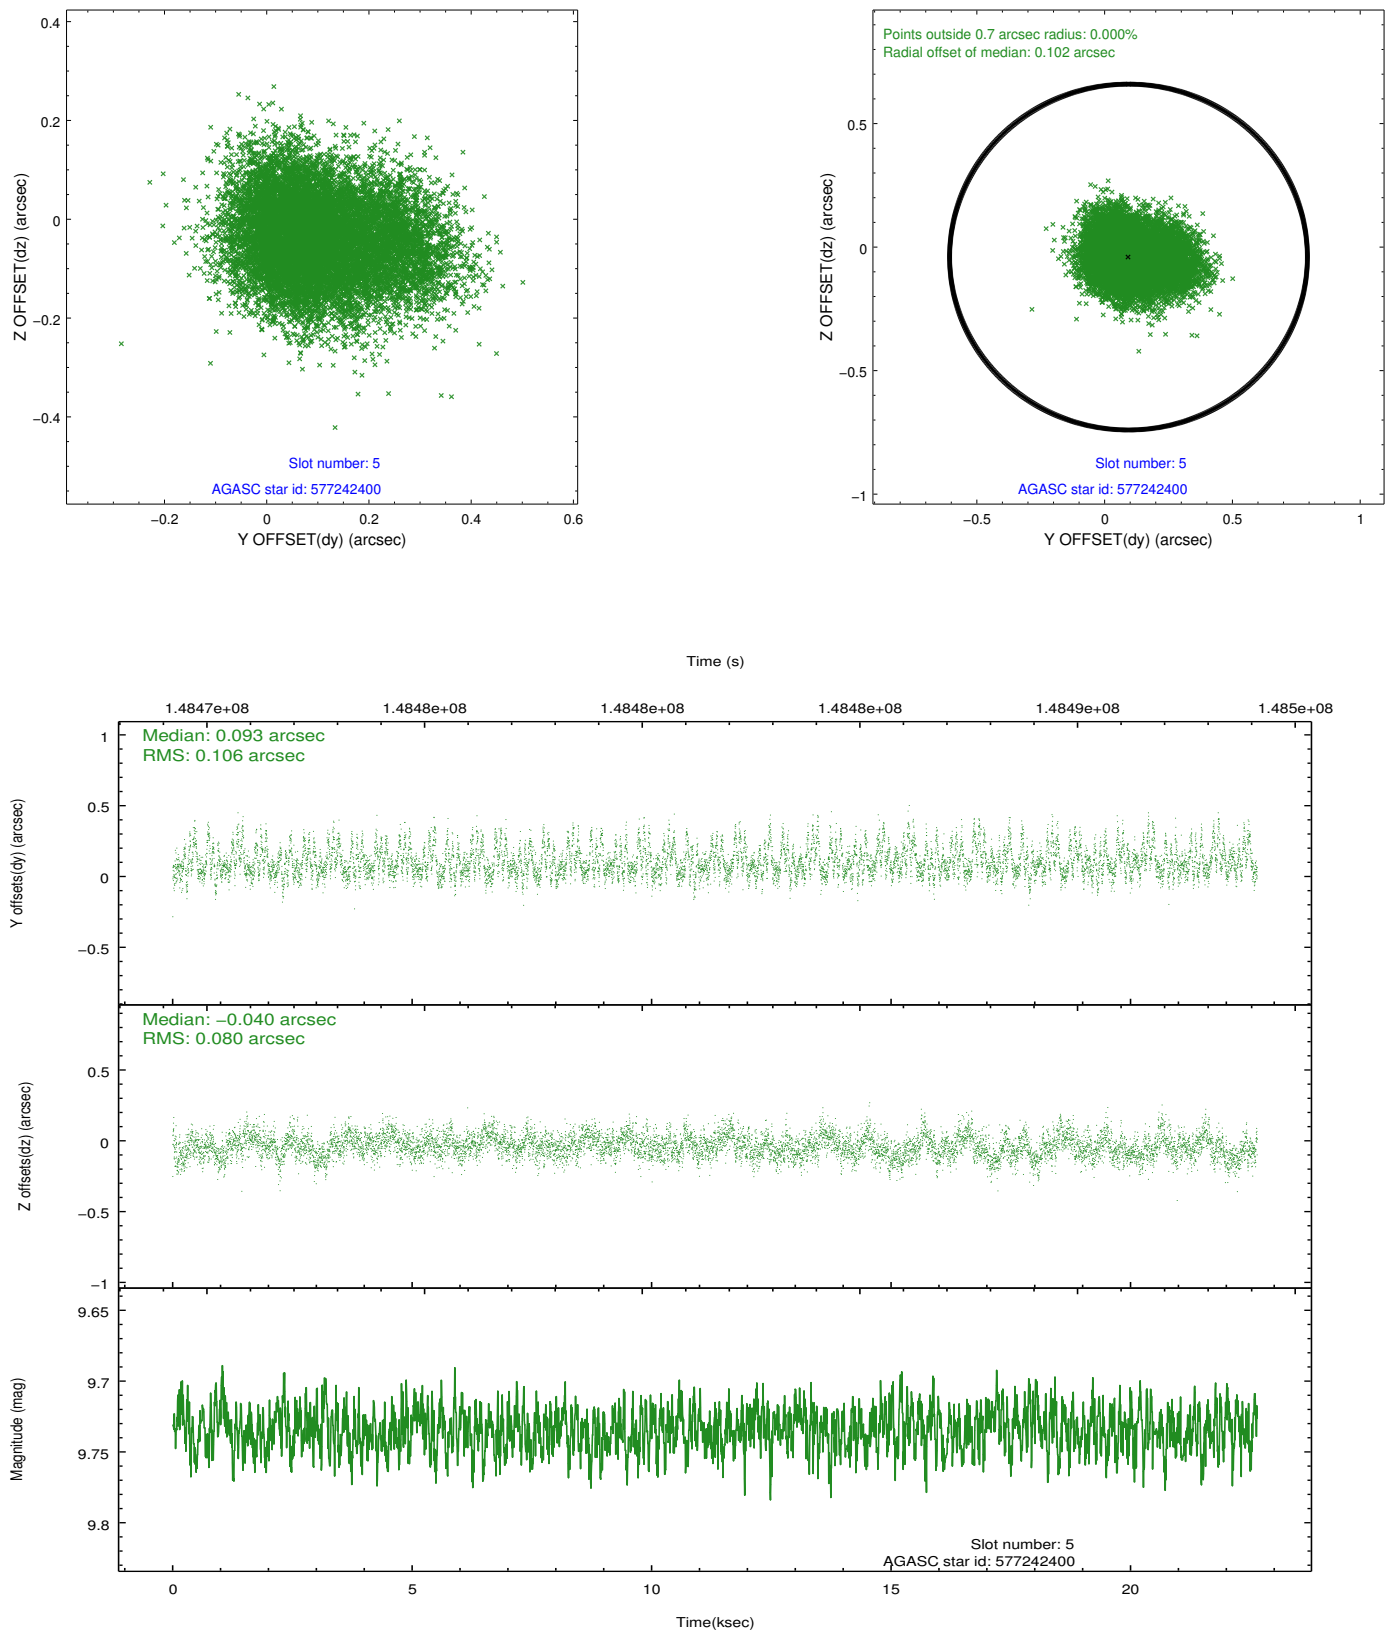 0.4
0.2
0
−0.2
−0.4
Z OFFSET(dz) (arcsec)
Slot number: 5
AGASC star id: 577242400
−0.2
0
0.2
0.4
0.6
Y OFFSET(dy) (arcsec)
Points outside 0.7 arcsec radius: 0.000%
Radial offset of median: 0.102 arcsec
0.5
0
−0.5
−1
Z OFFSET(dz) (arcsec)
Slot number: 5
AGASC star id: 577242400
−0.5
0
0.5
1
Y OFFSET(dy) (arcsec)
Time (s)
1.4847e+08
1.4848e+08
1.4848e+08
1.4848e+08
1.4849e+08
1.485e+08
Median: 0.093 arcsec
RMS: 0.106 arcsec
1
0.5
0
−0.5
Y offsets(dy) (arcsec)
Median: −0.040 arcsec
RMS: 0.080 arcsec
0.5
0
−0.5
−1
Z offsets(dz) (arcsec)
9.65
9.7
9.75
9.8
Magnitude (mag)
Slot number: 5
AGASC star id: 577242400
0
5
10
15
20
Time(ksec)